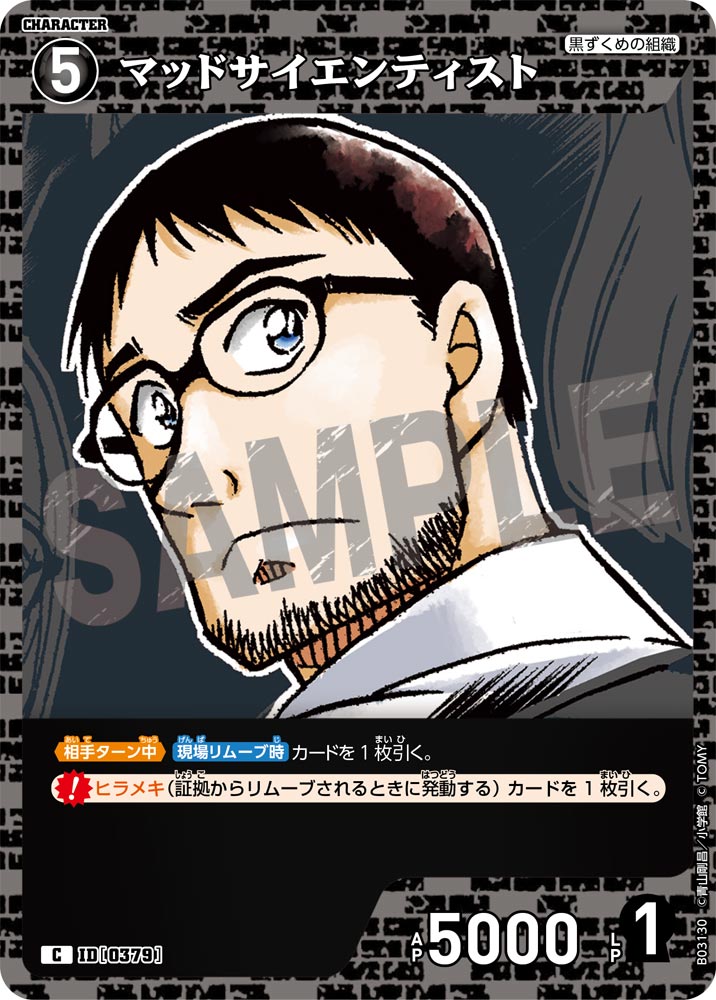 CHARACTER
5
マッドサイエンティスト
黒ずくめの組織
SAMPLE
相手ターン中 現場リムーブ時 カードを1枚引く。
ヒラメキ(証拠からリムーブされるときに発動する) カードを1枚引く。
C ID[0379]
AP 5000 LP 1
B03130 ©青山剛昌/小学館 ©TOMY